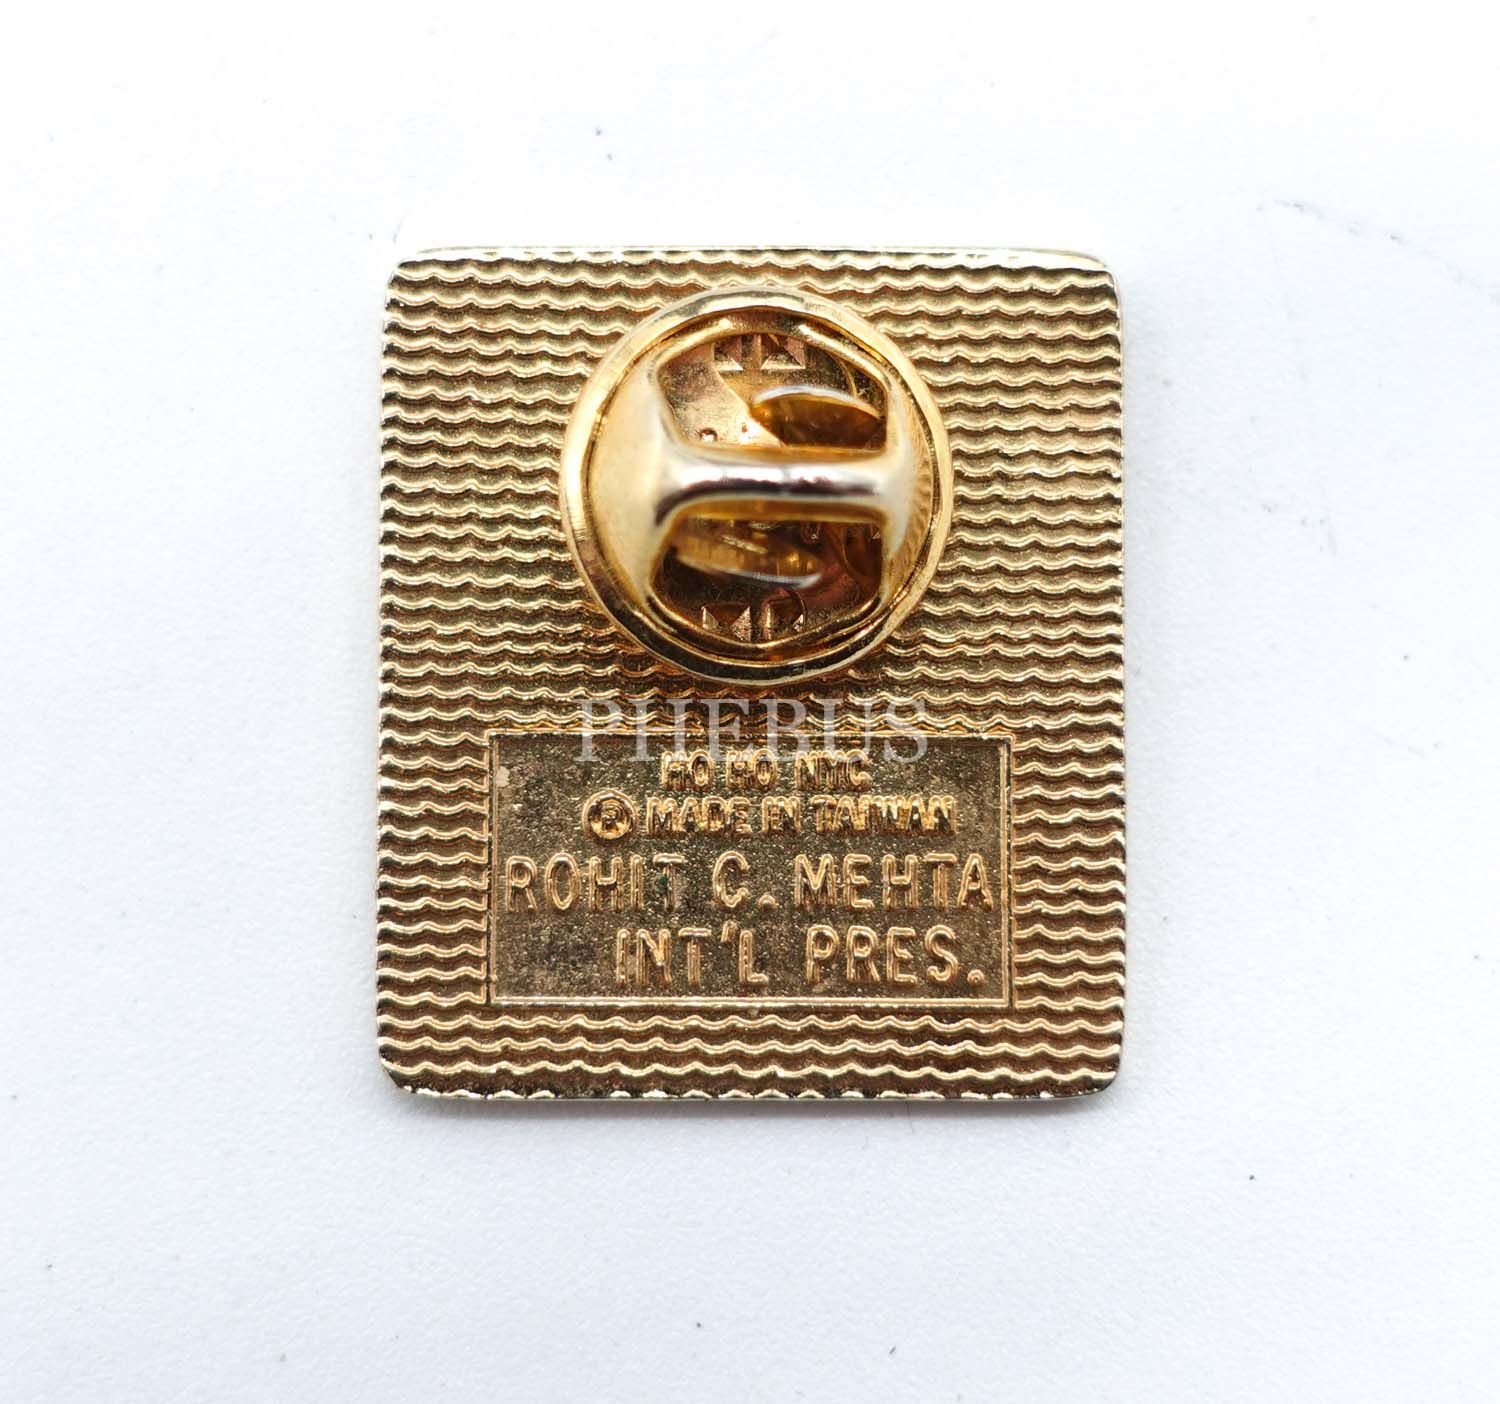 PHEBUS
HO HO NYC
® MADE IN TAIWAN
ROHIT C. MEHTA
INT'L PRES.